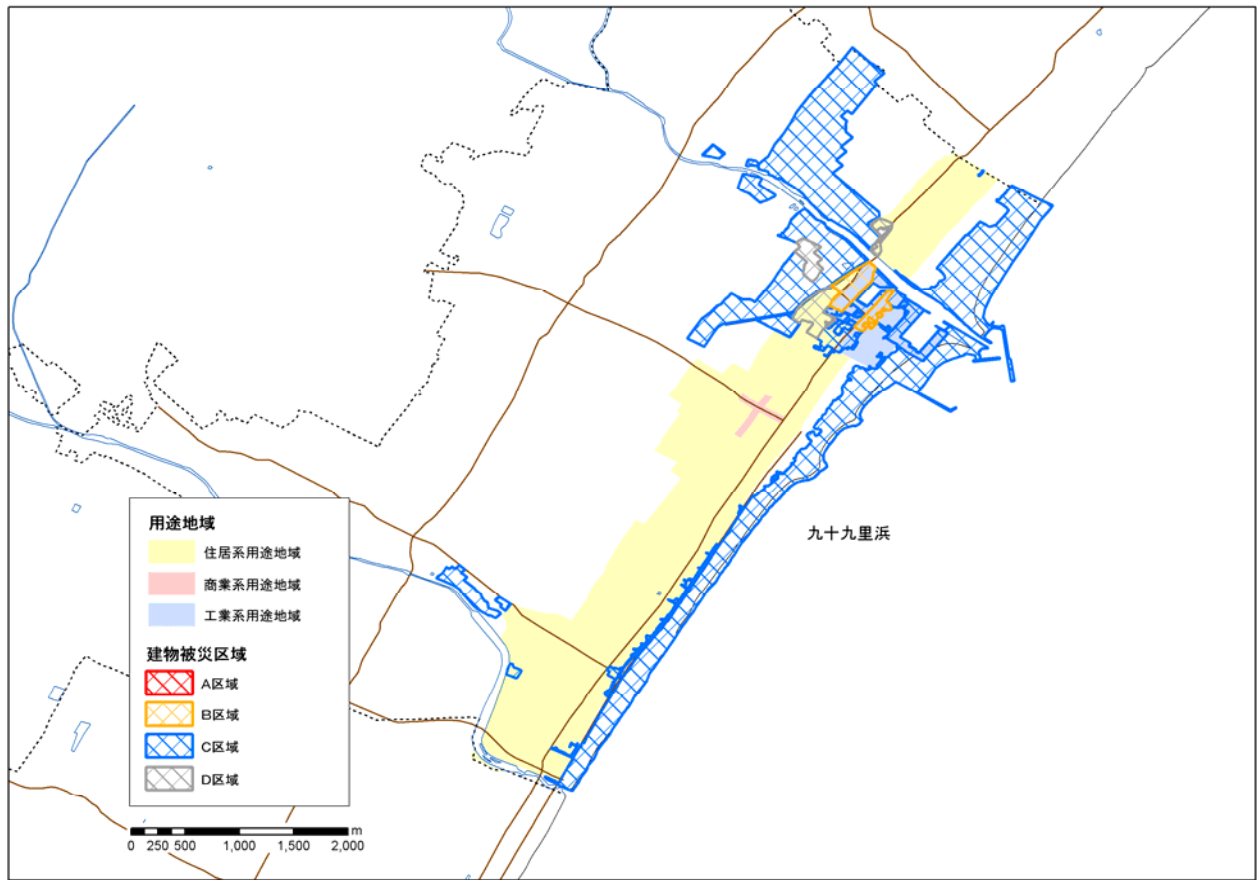 九十九里浜
用途地域
住居系用途地域
商業系用途地域
工業系用途地域
建物被災区域
A区域
B区域
C区域
D区域
m
0 250 500 1,000 1,500 2,000